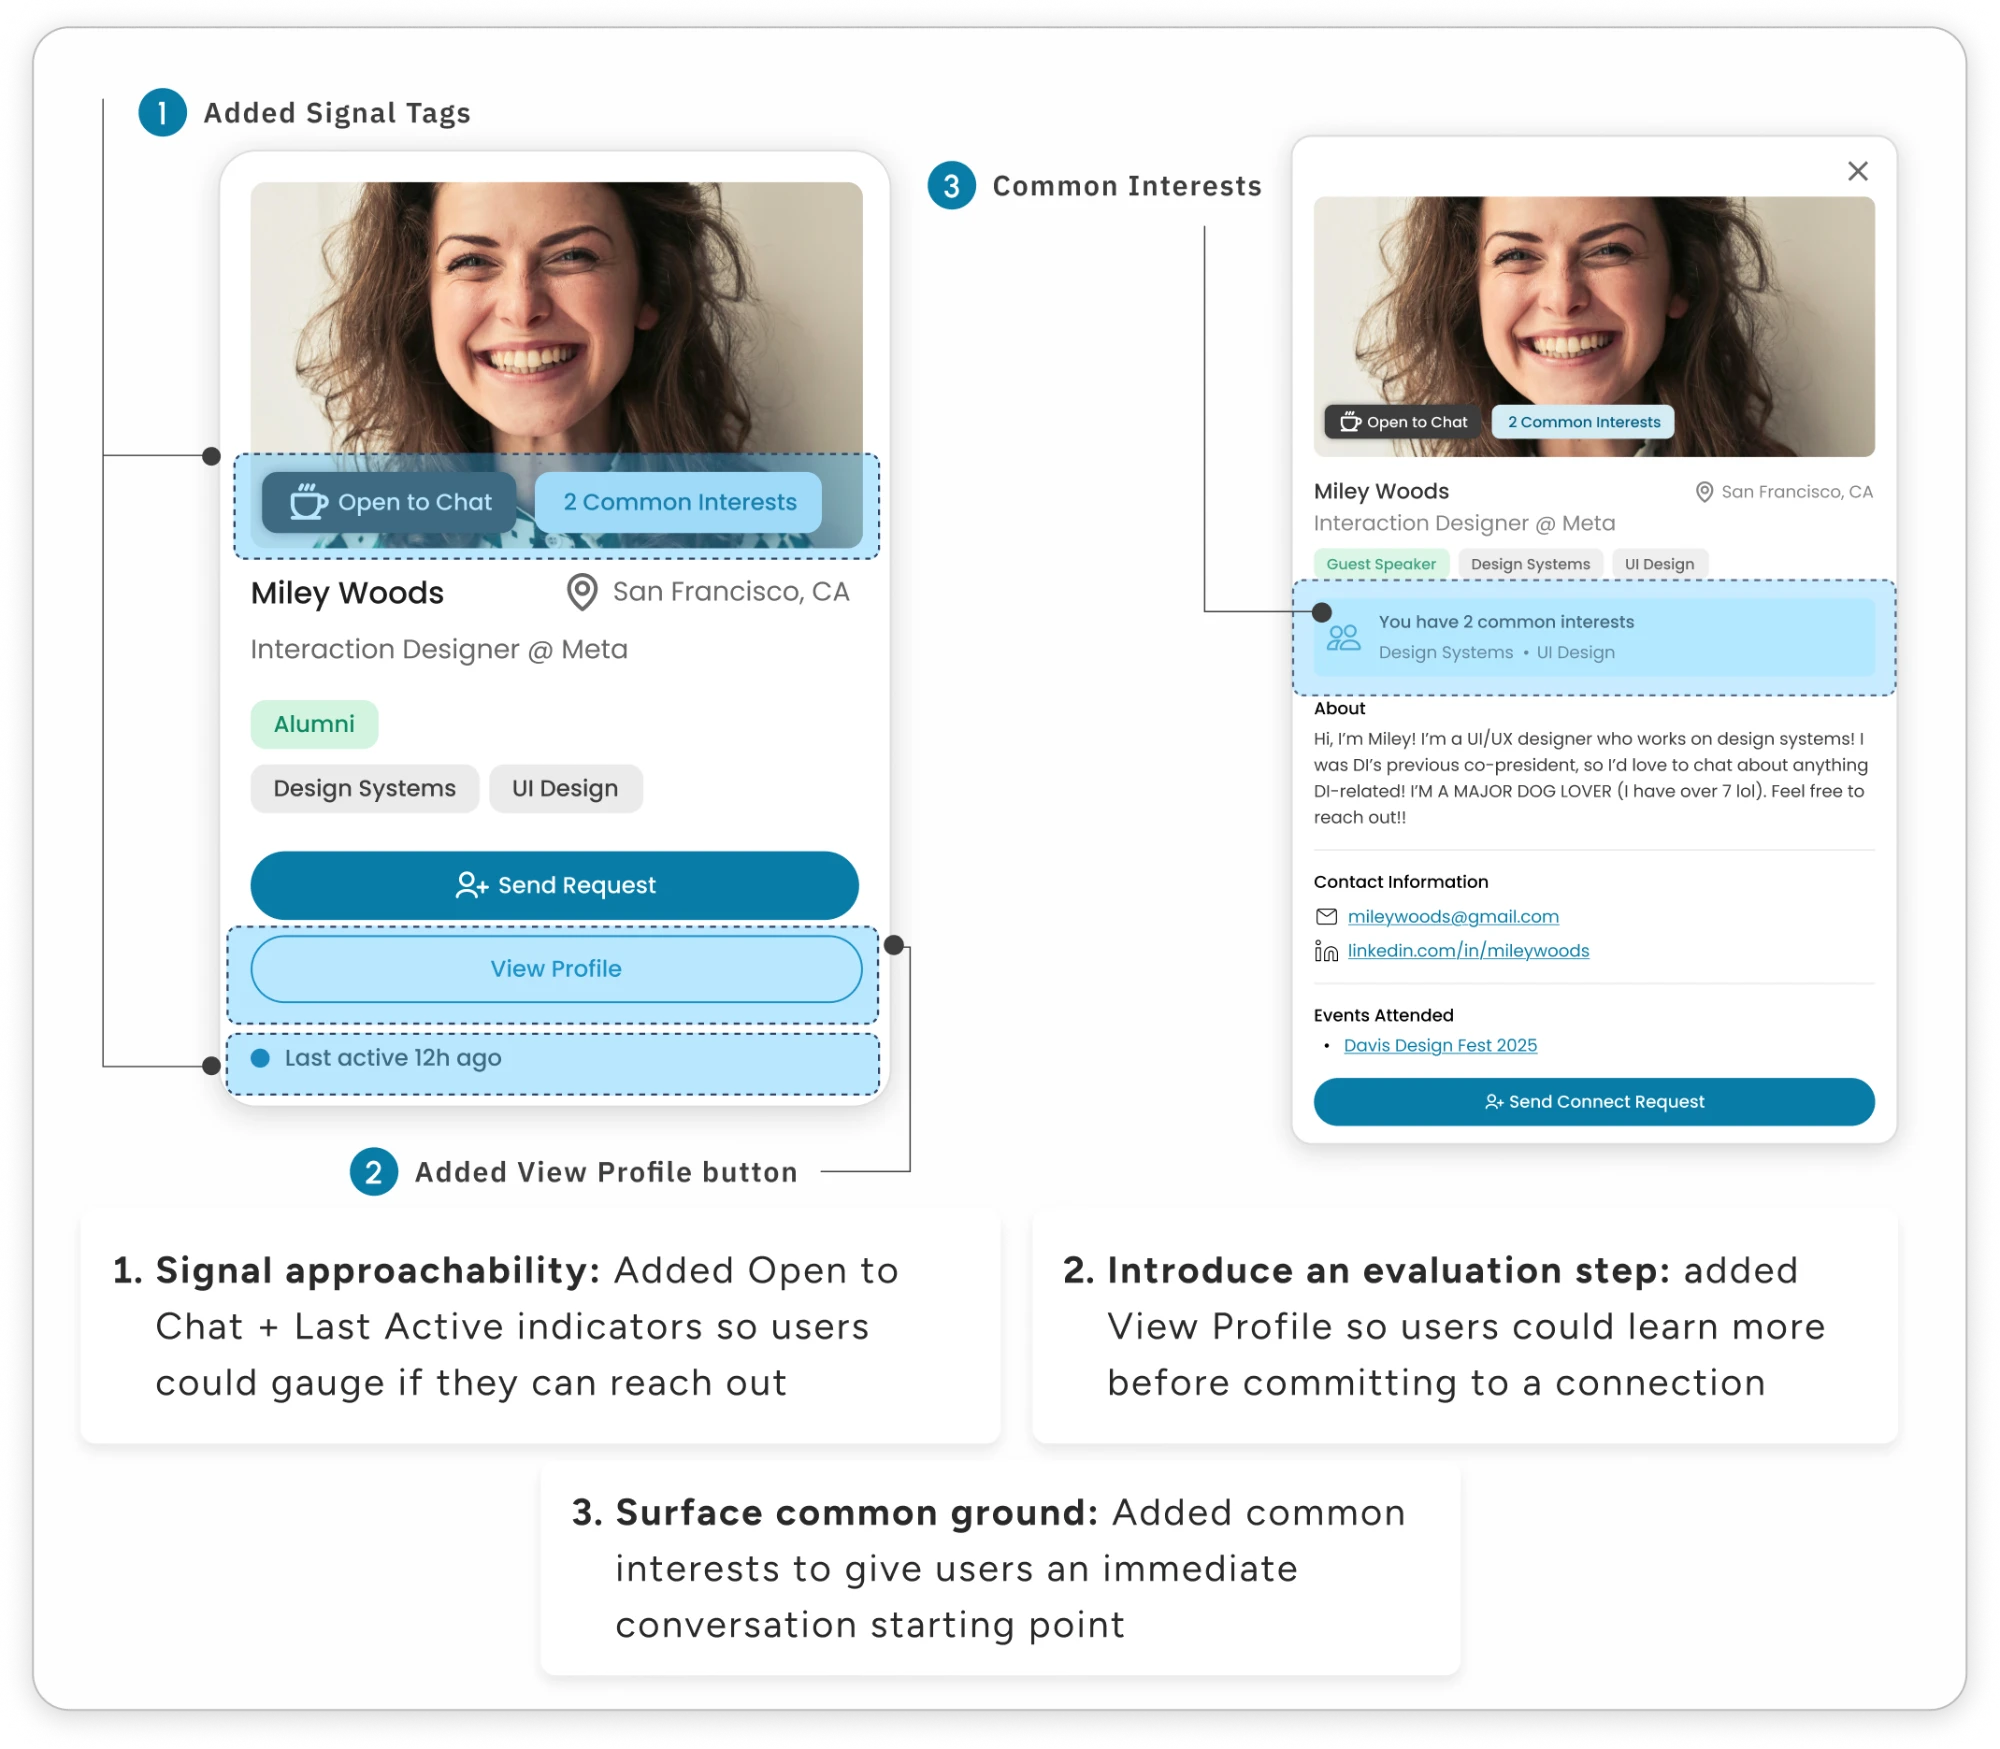 1 Added Signal Tags
Open to Chat
2 Common Interests
Miley Woods
San Francisco, CA
Interaction Designer @ Meta
Alumni
Design Systems
UI Design
Send Request
View Profile
Last active 12h ago
2 Added View Profile button
3 Common Interests
Open to Chat
2 Common Interests
Miley Woods
San Francisco, CA
Interaction Designer @ Meta
Guest Speaker
Design Systems
UI Design
You have 2 common interests
Design Systems • UI Design
About
Hi, I'm Miley! I'm a UI/UX designer who works on design systems! I
was DI's previous co-president, so I'd love to chat about anything
DI-related! I'M A MAJOR DOG LOVER (I have over 7 lol). Feel free to
reach out!!
Contact Information
mileywoods@gmail.com
linkedin.com/in/mileywoods
Events Attended
• Davis Design Fest 2025
Send Connect Request
1. Signal approachability: Added Open to
Chat + Last Active indicators so users
could gauge if they can reach out
2. Introduce an evaluation step: added
View Profile so users could learn more
before committing to a connection
3. Surface common ground: Added common
interests to give users an immediate
conversation starting point